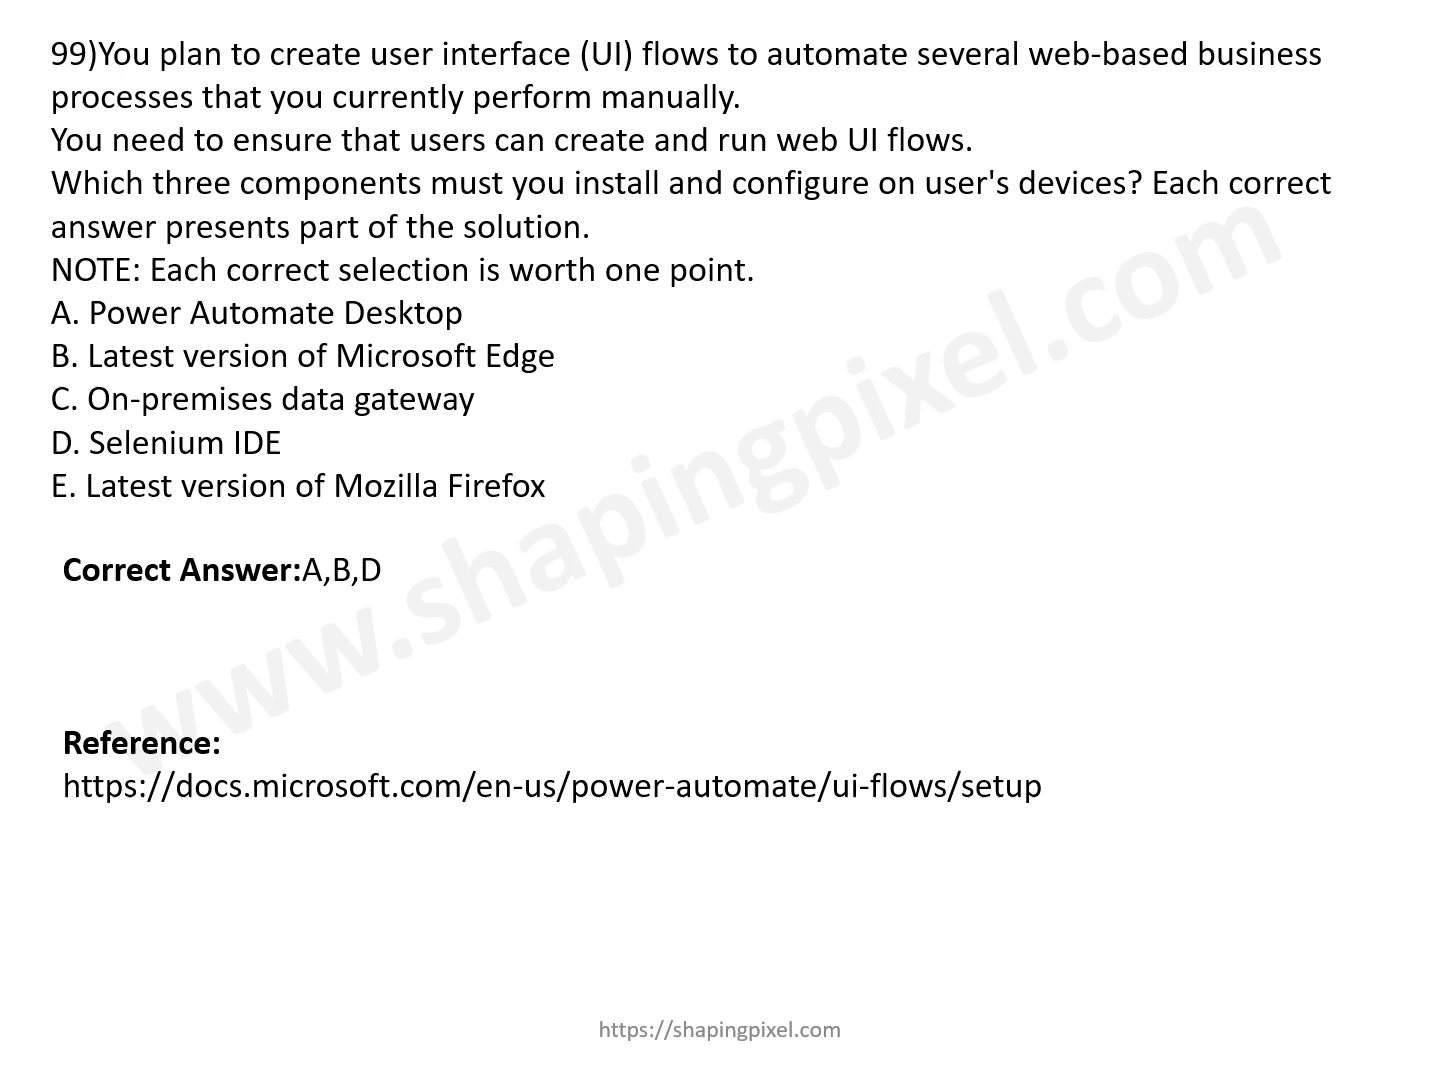 99)You plan to create user interface (UI) flows to automate several web-based business
processes that you currently perform manually.
You need to ensure that users can create and run web UI flows.
Which three components must you install and configure on user's devices? Each correct
answer presents part of the solution.
NOTE: Each correct selection is worth one point.
A. Power Automate Desktop
B. Latest version of Microsoft Edge
C. On-premises data gateway
D. Selenium IDE
E. Latest version of Mozilla Firefox
www.shapingpixel.com
Correct Answer:A,B,D
Reference:
https://docs.microsoft.com/en-us/power-automate/ui-flows/setup
https://shapingpixel.com